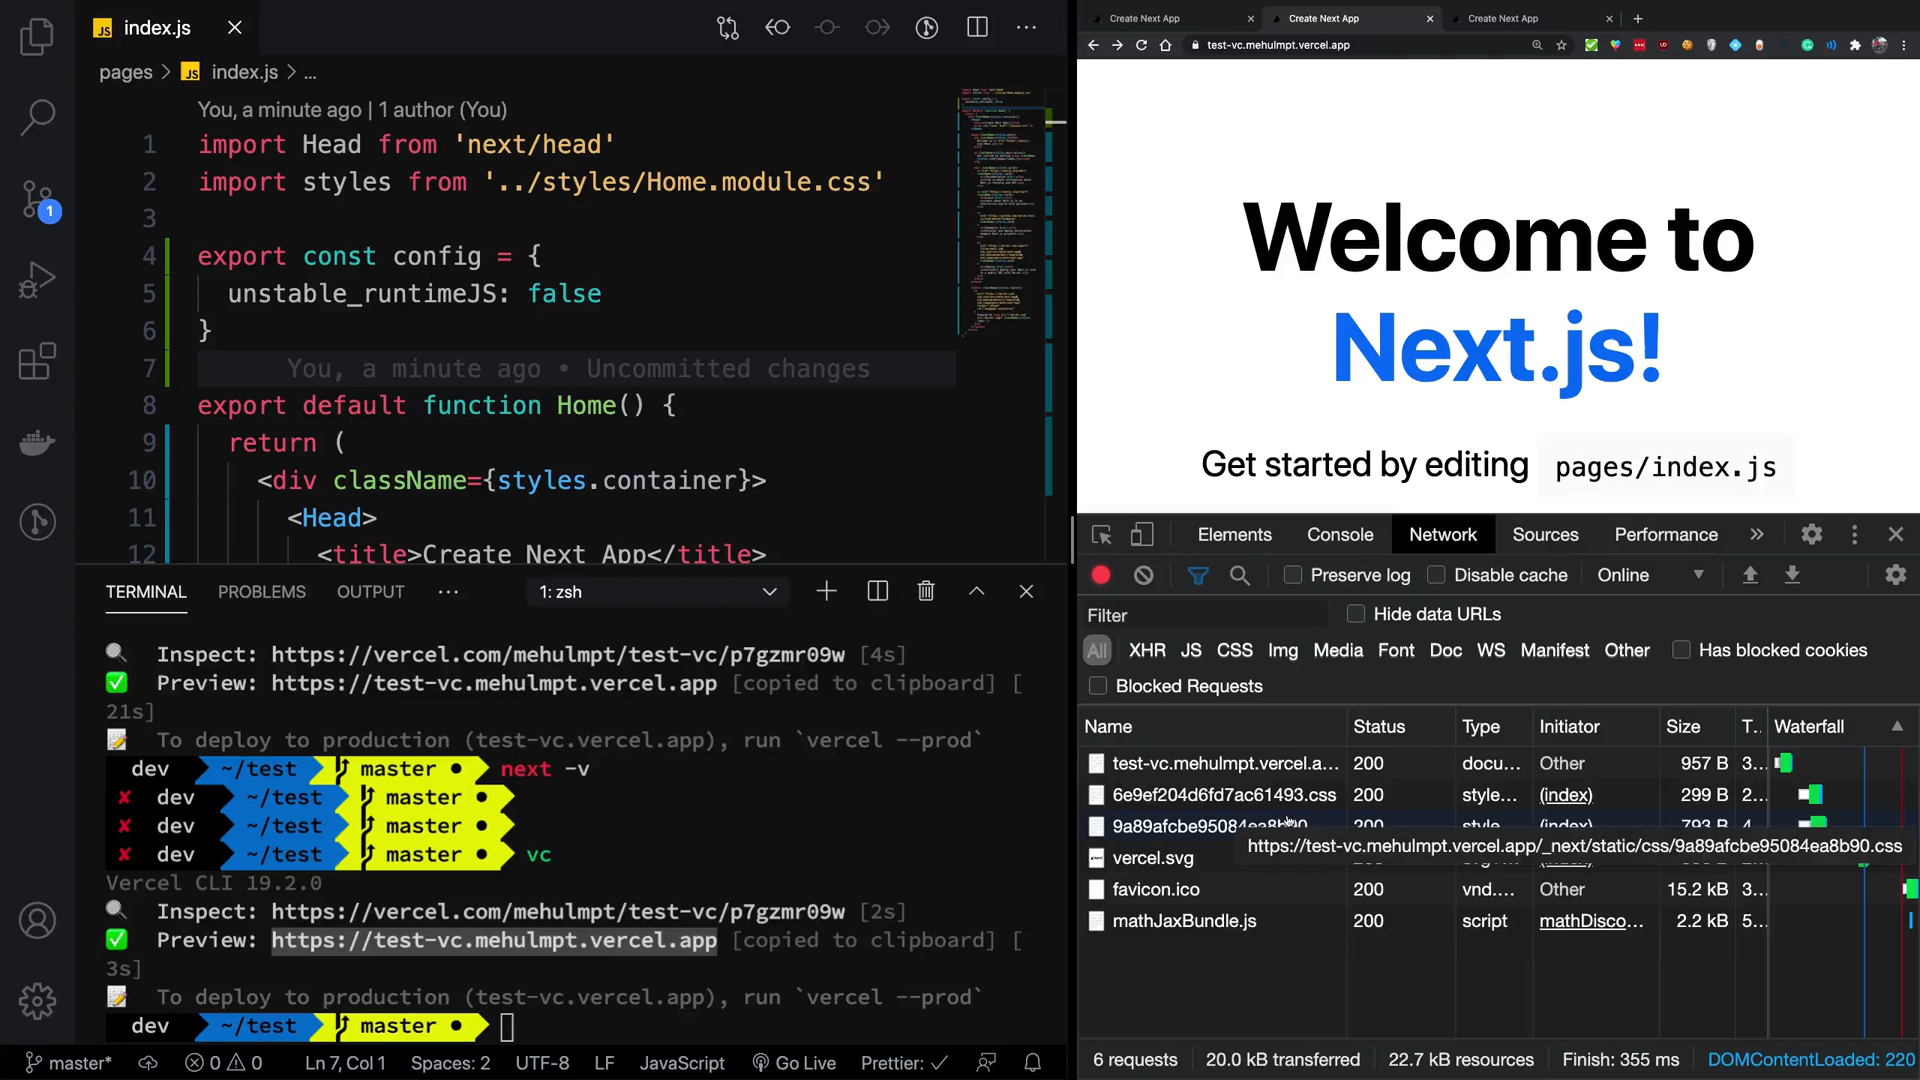 JS index.js
pages > JS index.js > ...
You, a minute ago | 1 author (You)
1 import Head from 'next/head'
2 import styles from '../styles/Home.module.css'
3
4 export const config = {
5 unstable_runtimeJS: false
6 }
7 You, a minute ago • Uncommitted changes
8 export default function Home() {
9 return (
10 <div className={styles.container}>
11 <Head>
12 <title>Create Next App</title>
1
TERMINAL PROBLEMS OUTPUT ... 1: zsh
Inspect: https://vercel.com/mehulmpt/test-vc/p7gzmr09w [4s]
Preview: https://test-vc.mehulmpt.vercel.app [copied to clipboard] [
21s]
To deploy to production (test-vc.vercel.app), run `vercel --prod`
dev ~/test master ● next -v
✘ dev ~/test master ●
✘ dev ~/test master ●
✘ dev ~/test master ● vc
Vercel CLI 19.2.0
Inspect: https://vercel.com/mehulmpt/test-vc/p7gzmr09w [2s]
Preview: https://test-vc.mehulmpt.vercel.app [copied to clipboard] [
3s]
To deploy to production (test-vc.vercel.app), run `vercel --prod`
dev ~/test master ●
master* 0 0 Ln 7, Col 1 Spaces: 2 UTF-8 LF JavaScript Go Live Prettier: ✓
Create Next App Create Next App Create Next App
test-vc.mehulmpt.vercel.app
Welcome to
Next.js!
Get started by editing pages/index.js
Elements Console Network Sources Performance »
Preserve log Disable cache Online
Filter Hide data URLs
All XHR JS CSS Img Media Font Doc WS Manifest Other Has blocked cookies
Blocked Requests
Name Status Type Initiator Size T.. Waterfall
test-vc.mehulmpt.vercel.a... 200 docu... Other 957 B 3...
6e9ef204d6fd7ac61493.css 200 style... (index) 299 B 2...
9a89afcbe95084ea8b90 200 style (index) 793 B 4
https://test-vc.mehulmpt.vercel.app/_next/static/css/9a89afcbe95084ea8b90.css
vercel.svg
favicon.ico 200 vnd.... Other 15.2 kB 3...
mathJaxBundle.js 200 script mathDisco... 2.2 kB 5...
6 requests 20.0 kB transferred 22.7 kB resources Finish: 355 ms DOMContentLoaded: 220